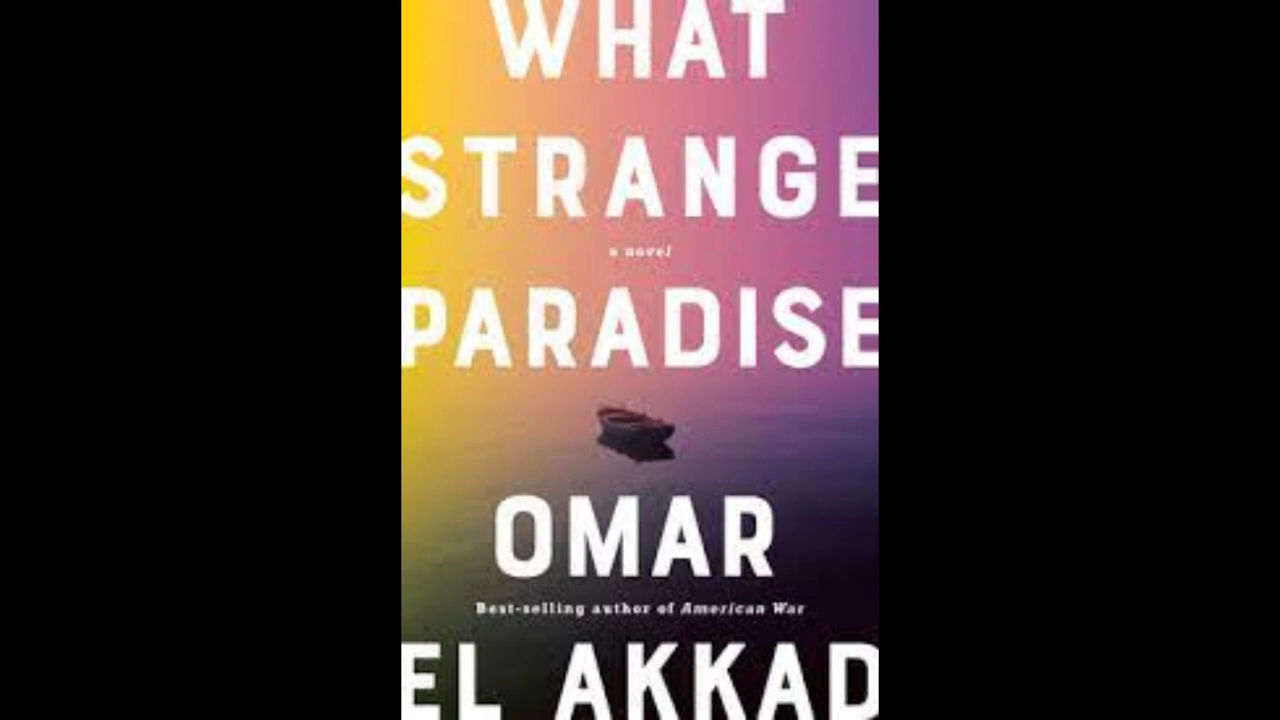 WHAT
STRANGE
a novel
PARADISE
OMAR
Best-selling author of American War
EL AKKAD